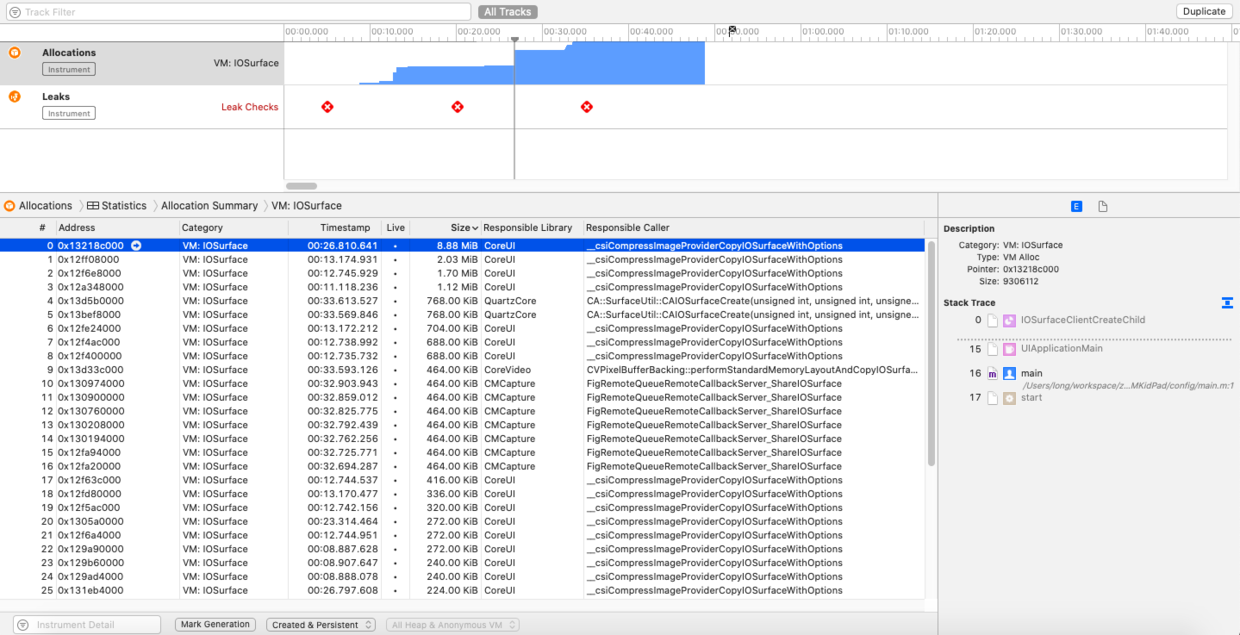 Track Filter
All Tracks
Duplicate
00:00.000 00:10.000 00:20.000 00:30.000 00:40.000 01:00.000 01:10.000 01:20.000 01:30.000 01:40.000
Allocations
Instrument
VM: IOSurface
Leaks
Instrument
Leak Checks
Allocations Statistics Allocation Summary VM: IOSurface
E
# Address Category Timestamp Live Size Responsible Library Responsible Caller
0 0x13218c000 VM: IOSurface 00:26.810.641 • 8.88 MiB CoreUI __csiCompressImageProviderCopyIOSurfaceWithOptions
1 0x12ff08000 VM: IOSurface 00:13.174.931 • 2.03 MiB CoreUI __csiCompressImageProviderCopyIOSurfaceWithOptions
2 0x12f6e8000 VM: IOSurface 00:12.745.929 • 1.70 MiB CoreUI __csiCompressImageProviderCopyIOSurfaceWithOptions
3 0x12a348000 VM: IOSurface 00:11.118.236 • 1.12 MiB CoreUI __csiCompressImageProviderCopyIOSurfaceWithOptions
4 0x13d5b0000 VM: IOSurface 00:33.613.527 • 768.00 KiB QuartzCore CA::SurfaceUtil::CAIOSurfaceCreate(unsigned int, unsigned int, unsigne...
5 0x13bef8000 VM: IOSurface 00:33.569.846 • 768.00 KiB QuartzCore CA::SurfaceUtil::CAIOSurfaceCreate(unsigned int, unsigned int, unsigne...
6 0x12fe24000 VM: IOSurface 00:13.172.212 • 704.00 KiB CoreUI __csiCompressImageProviderCopyIOSurfaceWithOptions
7 0x12f4ac000 VM: IOSurface 00:12.738.992 • 688.00 KiB CoreUI __csiCompressImageProviderCopyIOSurfaceWithOptions
8 0x12f400000 VM: IOSurface 00:12.735.732 • 688.00 KiB CoreUI __csiCompressImageProviderCopyIOSurfaceWithOptions
9 0x13d33c000 VM: IOSurface 00:33.593.126 • 464.00 KiB CoreVideo CVPixelBufferBacking::performStandardMemoryLayoutAndCopyIOSurfa...
10 0x130974000 VM: IOSurface 00:32.903.943 • 464.00 KiB CMCapture FigRemoteQueueRemoteCallbackServer_ShareIOSurface
11 0x130900000 VM: IOSurface 00:32.859.012 • 464.00 KiB CMCapture FigRemoteQueueRemoteCallbackServer_ShareIOSurface
12 0x130760000 VM: IOSurface 00:32.825.775 • 464.00 KiB CMCapture FigRemoteQueueRemoteCallbackServer_ShareIOSurface
13 0x130208000 VM: IOSurface 00:32.792.439 • 464.00 KiB CMCapture FigRemoteQueueRemoteCallbackServer_ShareIOSurface
14 0x130194000 VM: IOSurface 00:32.762.256 • 464.00 KiB CMCapture FigRemoteQueueRemoteCallbackServer_ShareIOSurface
15 0x12fa94000 VM: IOSurface 00:32.725.771 • 464.00 KiB CMCapture FigRemoteQueueRemoteCallbackServer_ShareIOSurface
16 0x12fa20000 VM: IOSurface 00:32.694.287 • 464.00 KiB CMCapture FigRemoteQueueRemoteCallbackServer_ShareIOSurface
17 0x12f63c000 VM: IOSurface 00:12.744.537 • 416.00 KiB CoreUI __csiCompressImageProviderCopyIOSurfaceWithOptions
18 0x12fd80000 VM: IOSurface 00:13.170.477 • 336.00 KiB CoreUI __csiCompressImageProviderCopyIOSurfaceWithOptions
19 0x12f5ac000 VM: IOSurface 00:12.742.156 • 320.00 KiB CoreUI __csiCompressImageProviderCopyIOSurfaceWithOptions
20 0x1305a0000 VM: IOSurface 00:23.314.464 • 272.00 KiB CoreUI __csiCompressImageProviderCopyIOSurfaceWithOptions
21 0x12f6a4000 VM: IOSurface 00:12.744.951 • 272.00 KiB CoreUI __csiCompressImageProviderCopyIOSurfaceWithOptions
22 0x129a90000 VM: IOSurface 00:08.887.628 • 272.00 KiB CoreUI __csiCompressImageProviderCopyIOSurfaceWithOptions
23 0x129b60000 VM: IOSurface 00:08.907.647 • 240.00 KiB CoreUI __csiCompressImageProviderCopyIOSurfaceWithOptions
24 0x129ad4000 VM: IOSurface 00:08.888.078 • 240.00 KiB CoreUI __csiCompressImageProviderCopyIOSurfaceWithOptions
25 0x131eb4000 VM: IOSurface 00:26.797.608 • 224.00 KiB CoreUI __csiCompressImageProviderCopyIOSurfaceWithOptions
Description
Category: VM: IOSurface
Type: VM Alloc
Pointer: 0x13218c000
Size: 9306112
Stack Trace
0 IOSurfaceClientCreateChild
15 UIApplicationMain
16 m main
/Users/long/workspace/z...MKidPad/config/main.m:1
17 start
Instrument Detail
Mark Generation
Created & Persistent
All Heap & Anonymous VM